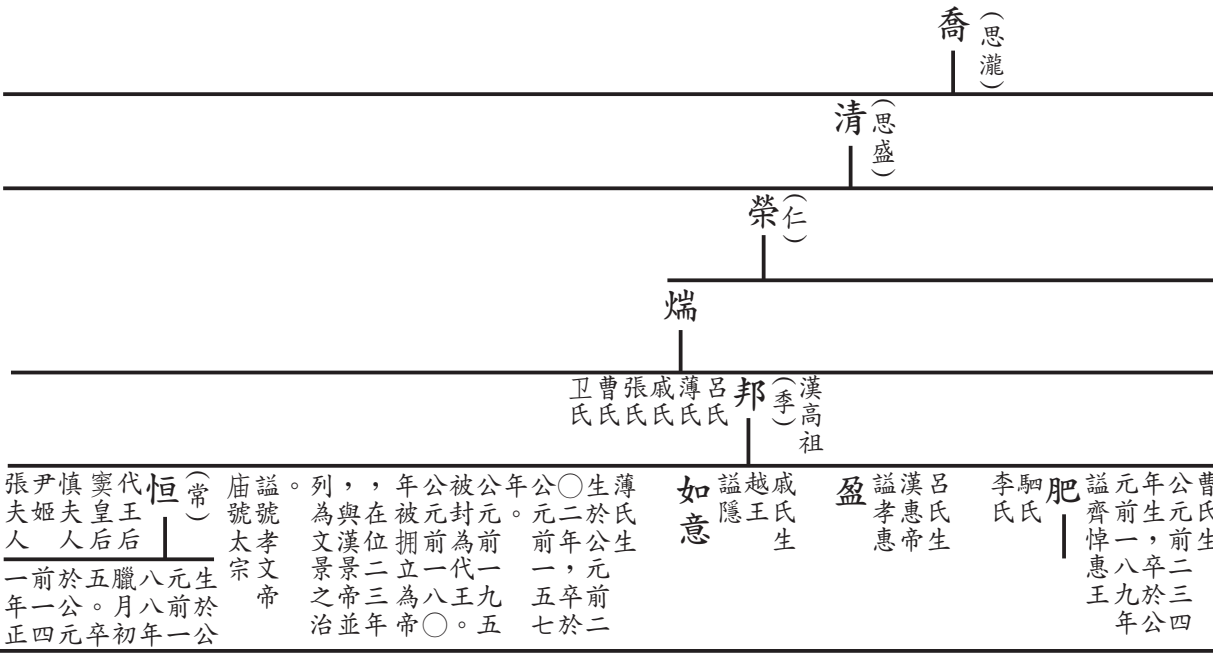 (思瀧)
喬
(思盛)
清
(仁)
榮
煓
漢高祖
(季)
邦
呂氏
薄氏
戚氏
張氏
曹氏
卫氏
曹氏生
公元前二三四
年生，卒於公
元前一八九年
謚齊悼惠王
肥
駟氏
李氏
呂氏生
漢惠帝
謚孝惠
盈
戚氏生
越王
謚隱
如意
薄氏生
生於公元前二
〇二年，卒於
公元前一五七
年。
公元前一九五
被封為代王。
公元前一八〇
年被拥立為帝
，在位二三年
，與漢景帝並
列為文景之治
。
謚號孝文帝
庙號太宗
(常)
恒
代王后
竇皇后
慎夫人
尹姬
張夫人
生於公
元前一
八八年
臘月初
五。卒
於公元
前一四
一年正